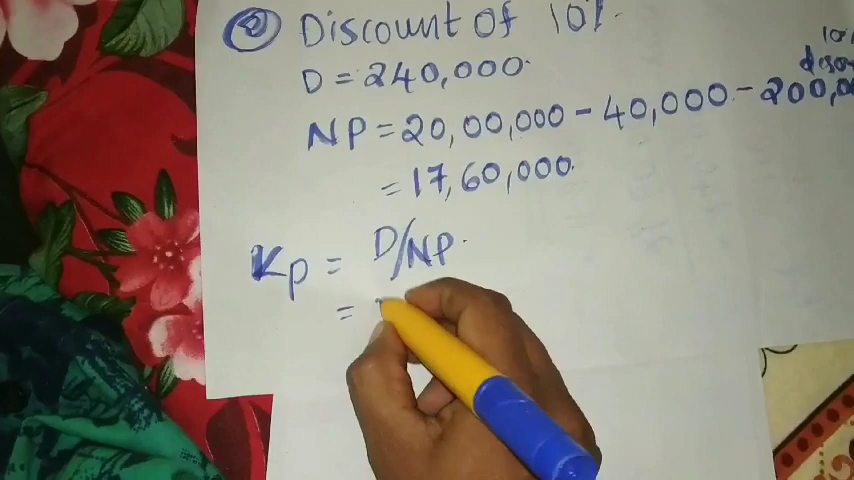 ② Discount of 10%.
D = 240,000.
NP = 20,00,000 - 40,000 - 200,00
= 17,60,000.
Kp = D/NP.
=